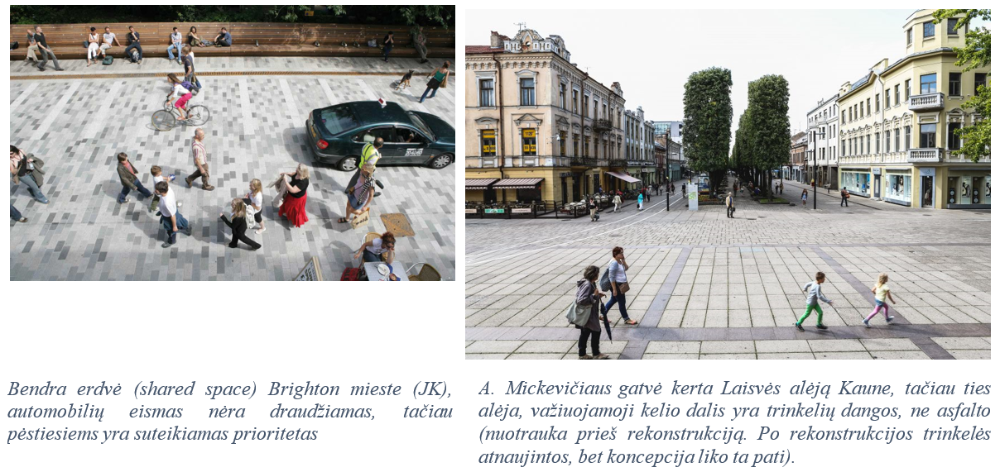 Bendra erdvė (shared space) Brighton mieste (JK),
automobilių eismas nėra draudžiamas, tačiau
pėstiesiems yra suteikiamas prioritetas
A. Mickevičiaus gatvė kerta Laisvės alėją Kaune, tačiau ties
alėja, važiuojamoji kelio dalis yra trinkelių dangos, ne asfalto
(nuotrauka prieš rekonstrukciją. Po rekonstrukcijos trinkelės
atnaujintos, bet koncepcija liko ta pati).